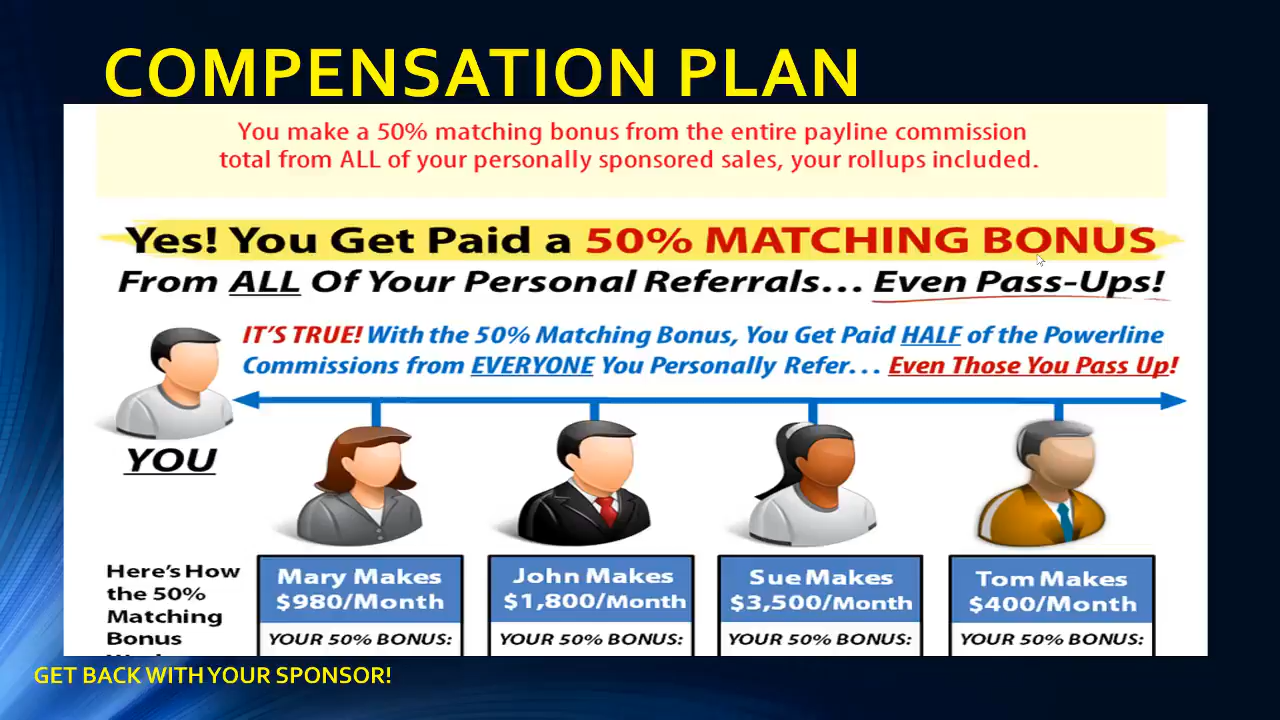 COMPENSATION PLAN
You make a 50% matching bonus from the entire payline commission
total from ALL of your personally sponsored sales, your rollups included.
Yes! You Get Paid a 50% MATCHING BONUS
From ALL Of Your Personal Referrals... Even Pass-Ups!
IT'S TRUE! With the 50% Matching Bonus, You Get Paid HALF of the Powerline
Commissions from EVERYONE You Personally Refer... Even Those You Pass Up!
YOU
Here's How
the 50%
Matching
Bonus
Mary Makes
$980/Month
YOUR 50% BONUS:
John Makes
$1,800/Month
YOUR 50% BONUS:
Sue Makes
$3,500/Month
YOUR 50% BONUS:
Tom Makes
$400/Month
YOUR 50% BONUS:
GET BACK WITH YOUR SPONSOR!